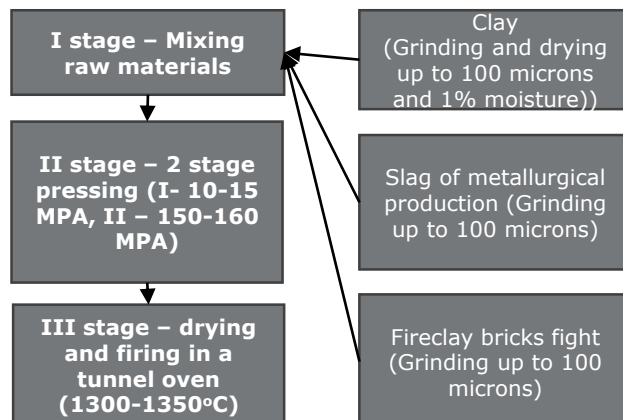 I stage – Mixing
raw materials
II stage – 2 stage
pressing (I- 10-15
MPA, II – 150-160
MPA)
III stage – drying
and firing in a
tunnel oven
(1300-1350ºC)
Clay
(Grinding and drying
up to 100 microns
and 1% moisture))
Slag of metallurgical
production (Grinding
up to 100 microns)
Fireclay bricks fight
(Grinding up to 100
microns)